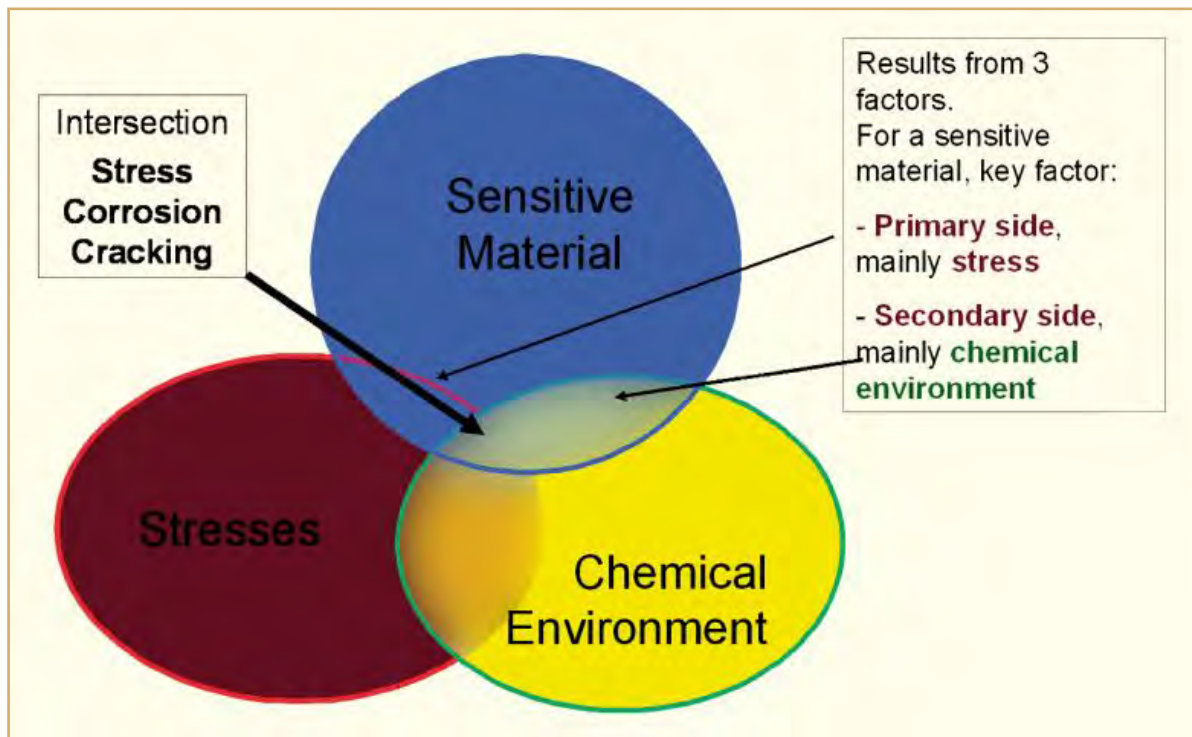 Intersection
Stress
Corrosion
Cracking
Sensitive
Material
Results from 3
factors.
For a sensitive
material, key factor:
- Primary side,
mainly stress
- Secondary side,
mainly chemical
environment
Stresses
Chemical
Environment